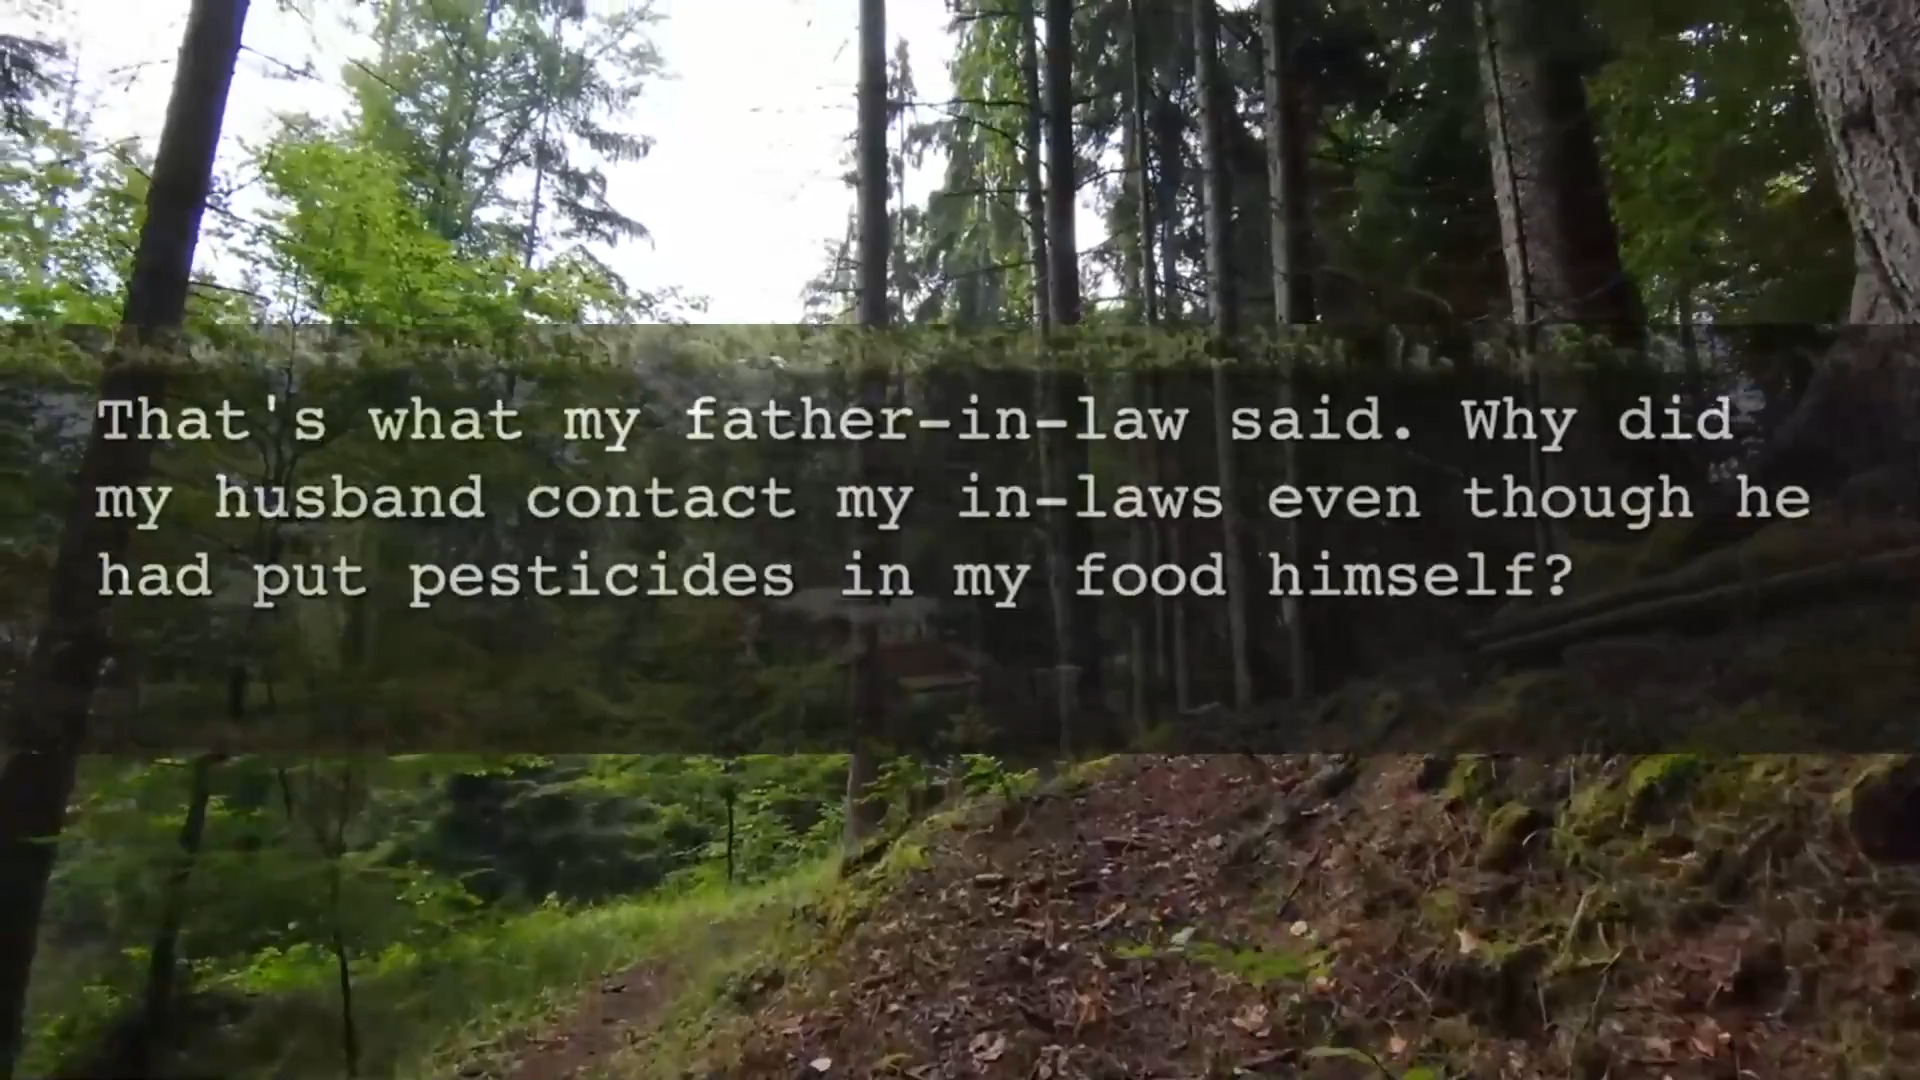 That's what my father-in-law said. Why did
my husband contact my in-laws even though he
had put pesticides in my food himself?